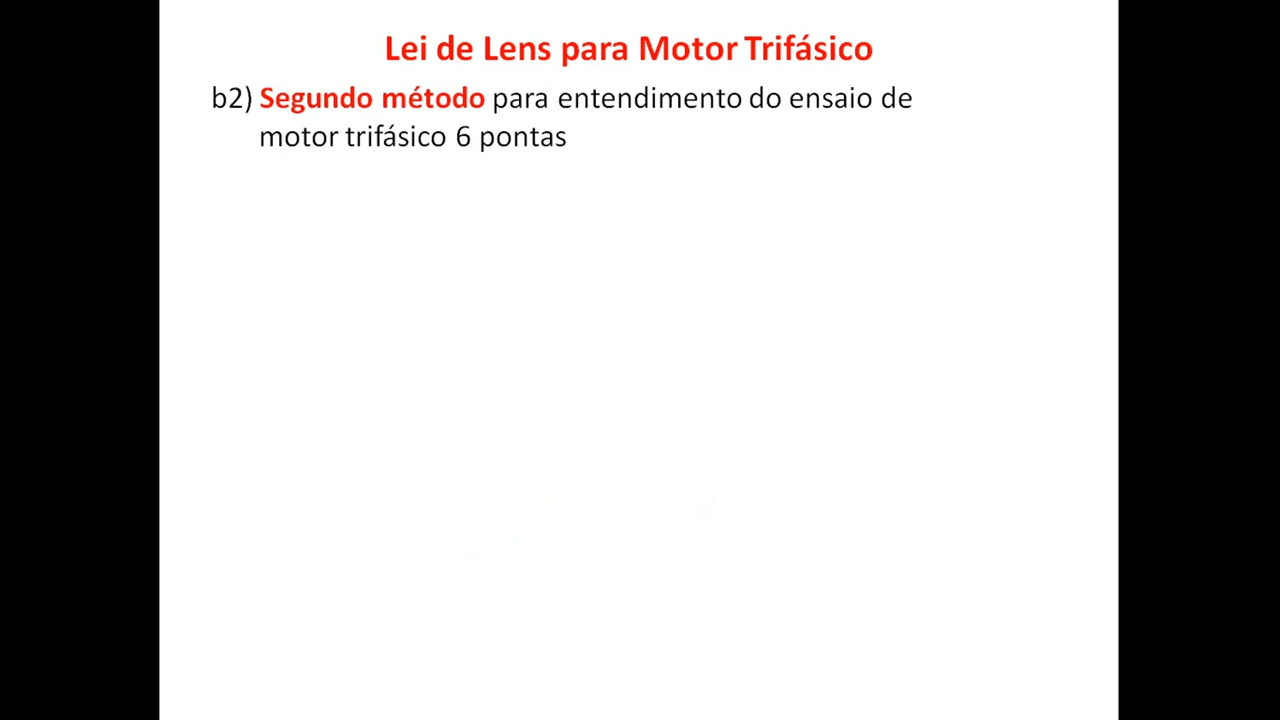 Lei de Lens para Motor Trifásico
b2) Segundo método para entendimento do ensaio de
motor trifásico 6 pontas